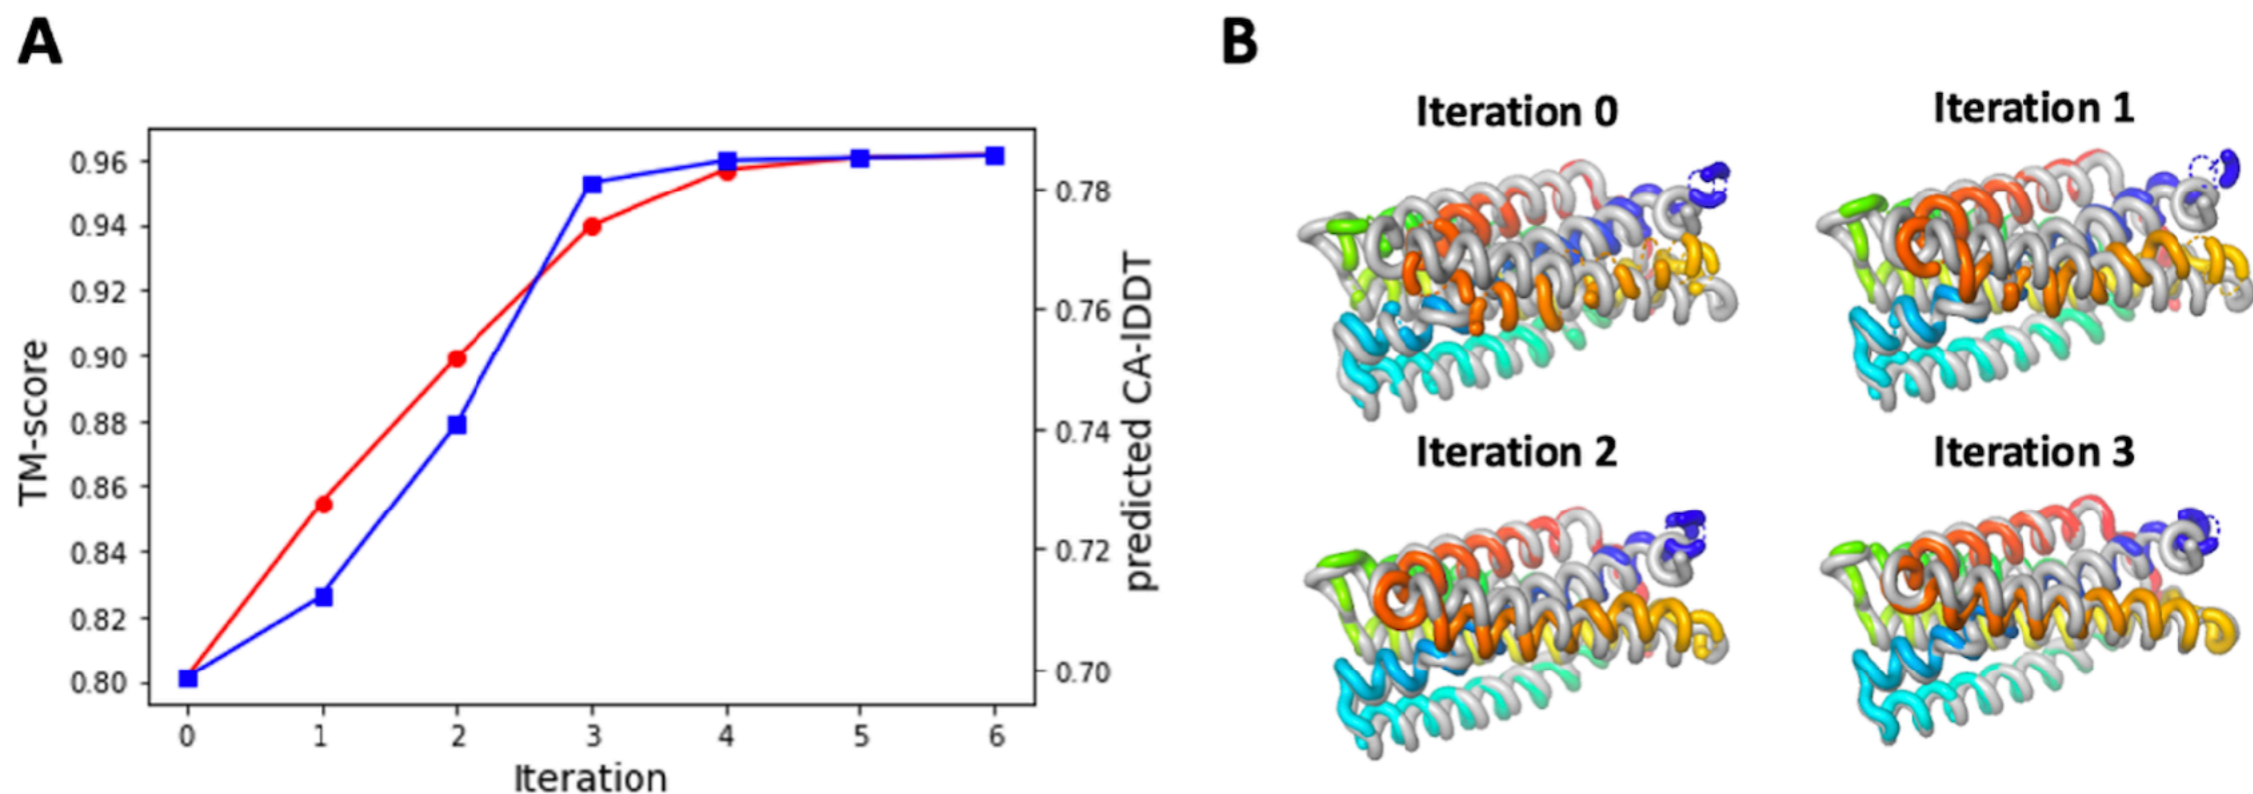 A
B
Iteration 0
Iteration 1
Iteration 2
Iteration 3
TM-score
0.96
0.94
0.92
0.90
0.88
0.86
0.84
0.82
0.80
0.78
0.76
0.74
0.72
0.70
predicted CA-lDDT
0
1
2
3
4
5
6
Iteration